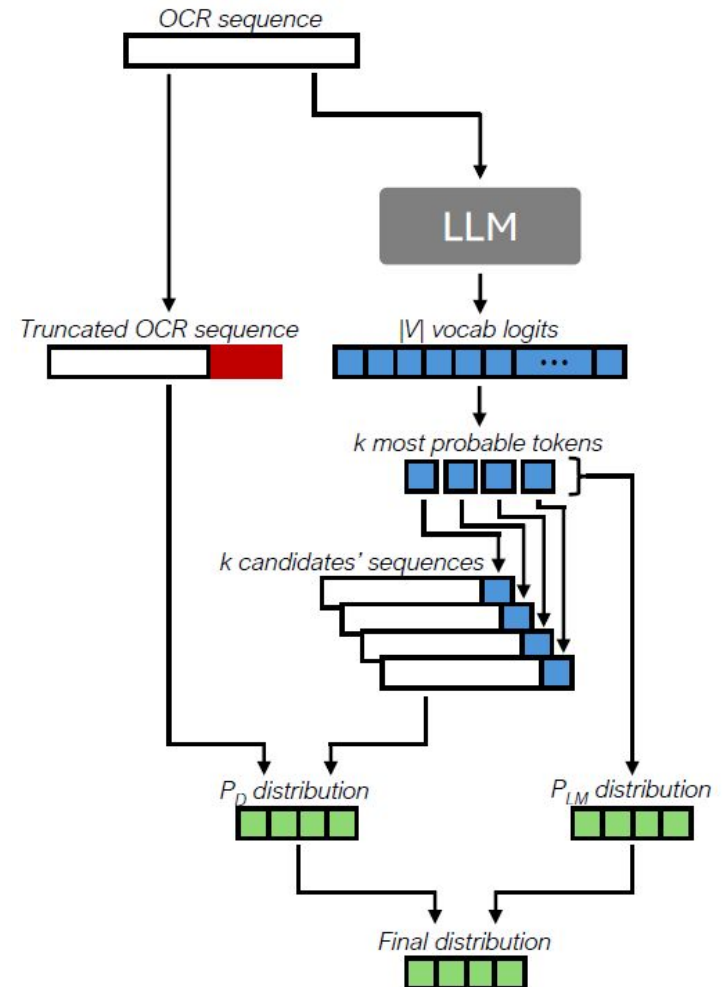 OCR sequence
LLM
Truncated OCR sequence
|V| vocab logits
...
k most probable tokens
k candidates' sequences
P_D distribution
P_LM distribution
Final distribution